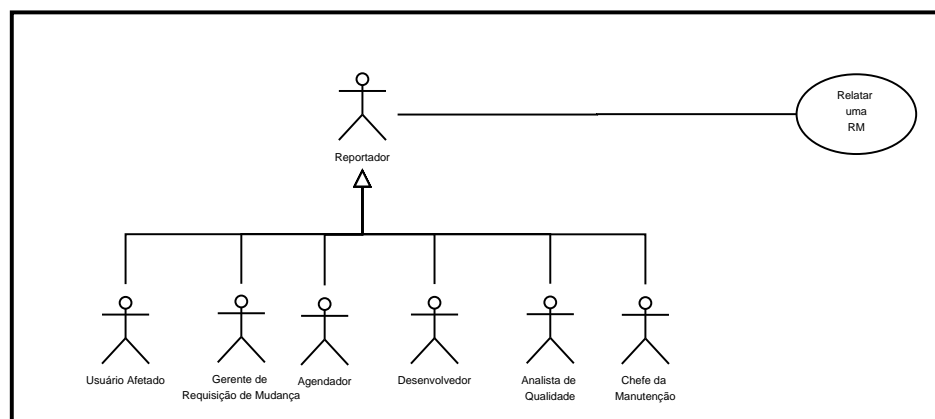 Relatar
uma
RM
Reportador
Usuário Afetado
Gerente de
Requisição de Mudança
Agendador
Desenvolvedor
Analista de
Qualidade
Chefe da
Manutenção